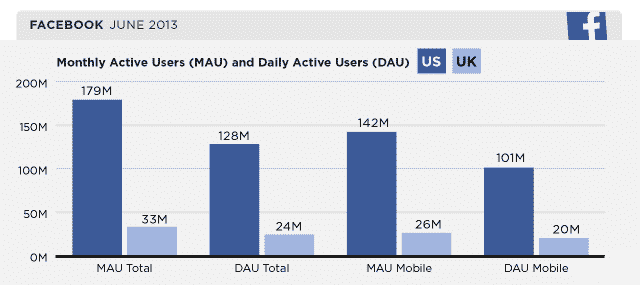 FACEBOOK JUNE 2013
f
Monthly Active Users (MAU) and Daily Active Users (DAU) US UK
200M
179M
150M
142M
128M
100M
101M
50M
33M
24M
26M
20M
0M
MAU Total DAU Total MAU Mobile DAU Mobile